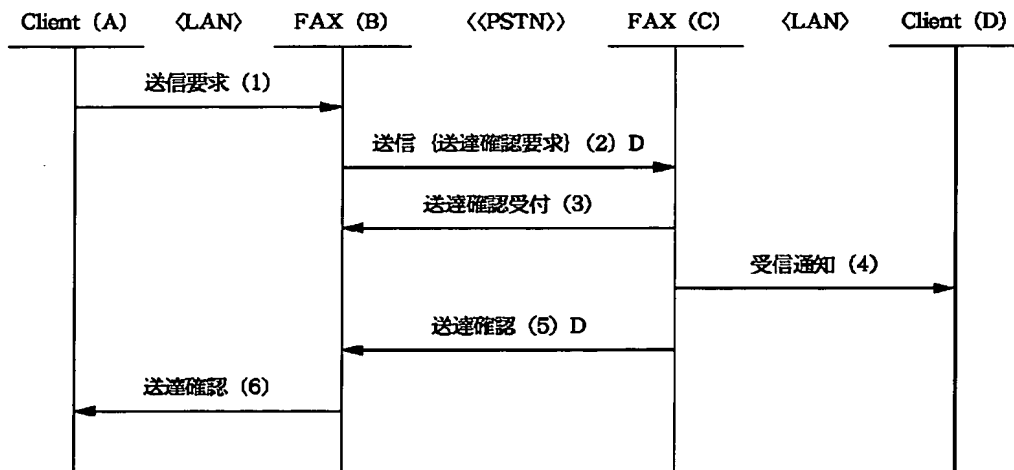 Client (A) 〈LAN〉 FAX (B) 〈〈PSTN〉〉 FAX (C) 〈LAN〉 Client (D)
送信要求 (1)
送信 {送達確認要求} (2) D
送達確認受付 (3)
受信通知 (4)
送達確認 (5) D
送達確認 (6)